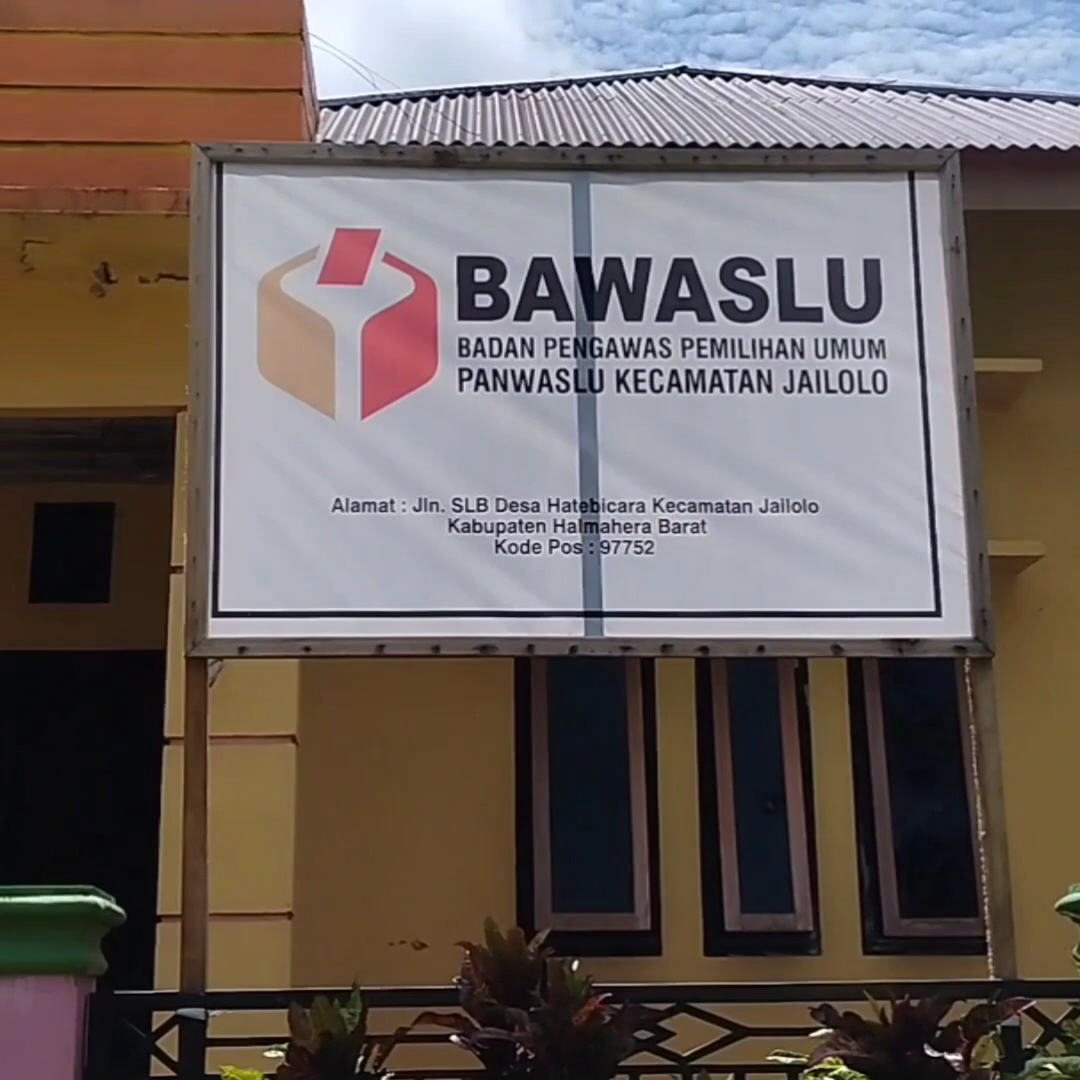 BAWASLU
BADAN PENGAWAS PEMILIHAN UMUM
PANWASLU KECAMATAN JAILOLO
Alamat : Jln. SLB Desa Hatebicara Kecamatan Jailolo
Kabupaten Halmahera Barat
Kode Pos : 97752